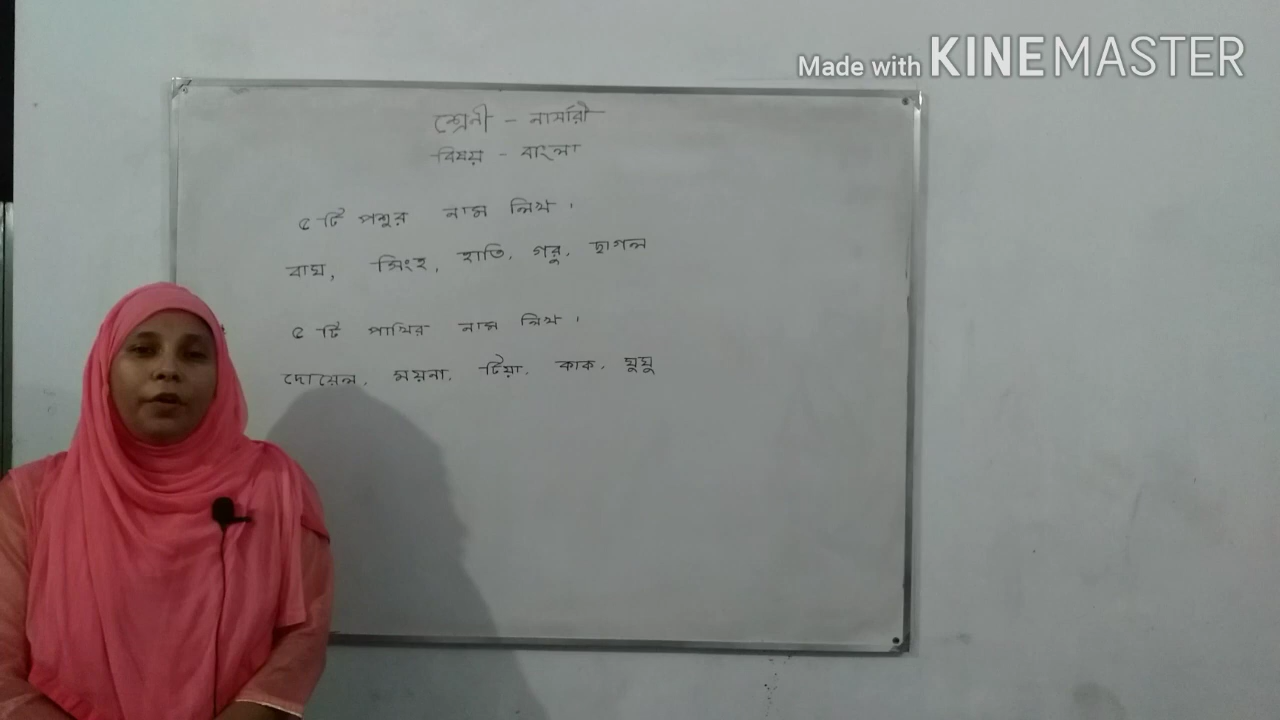 Made with KINEMASTER
শ্রেনী - নার্সারী
বিষয় - বাংলা
৫ টি পশুর নাম লিখ ।
বাঘ, সিংহ, হাতি, গরু, ছাগল
৫ টি পাখির নাম লিখ ।
দোয়েল, ময়না, টিয়া, কাক, ঘুঘু